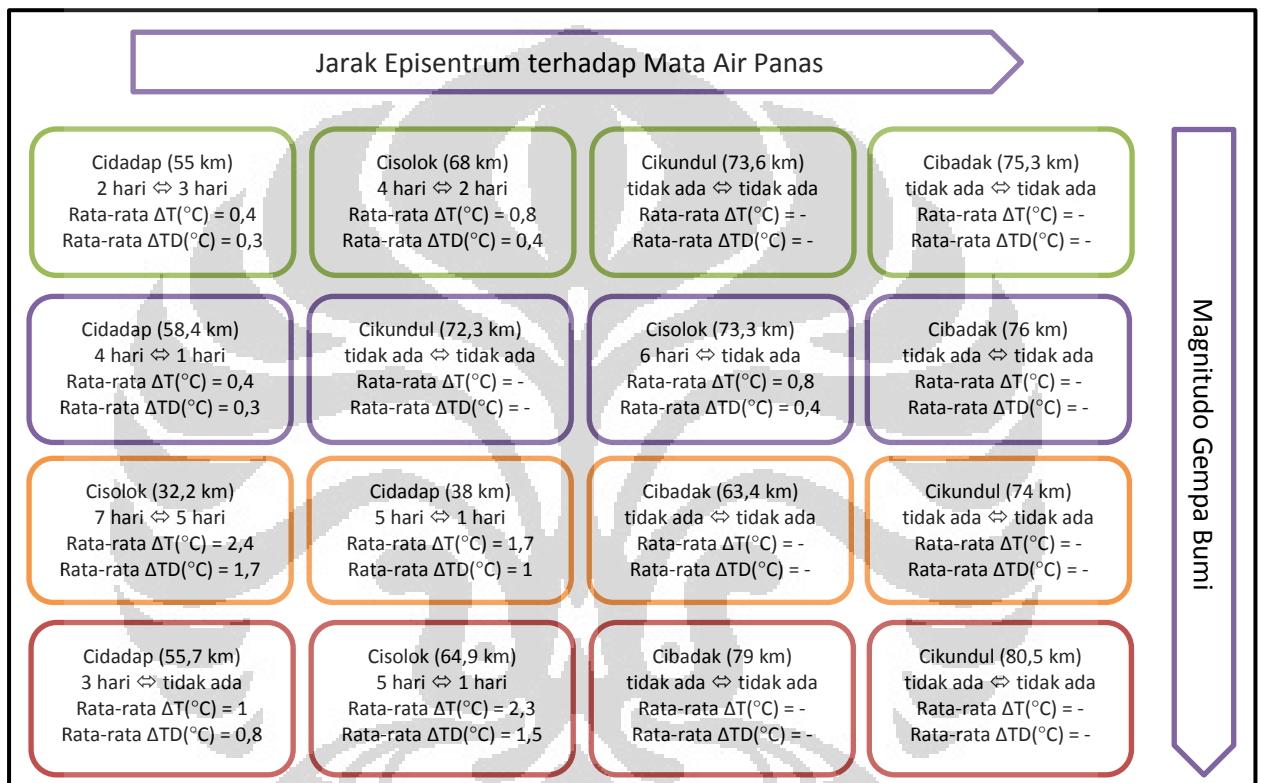 Jarak Episentrum terhadap Mata Air Panas
Cidadap (55 km)
2 hari ⇔ 3 hari
Rata-rata ΔT(°C) = 0,4
Rata-rata ΔTD(°C) = 0,3
Cisolok (68 km)
4 hari ⇔ 2 hari
Rata-rata ΔT(°C) = 0,8
Rata-rata ΔTD(°C) = 0,4
Cikundul (73,6 km)
tidak ada ⇔ tidak ada
Rata-rata ΔT(°C) = -
Rata-rata ΔTD(°C) = -
Cibadak (75,3 km)
tidak ada ⇔ tidak ada
Rata-rata ΔT(°C) = -
Rata-rata ΔTD(°C) = -
Cidadap (58,4 km)
4 hari ⇔ 1 hari
Rata-rata ΔT(°C) = 0,4
Rata-rata ΔTD(°C) = 0,3
Cikundul (72,3 km)
tidak ada ⇔ tidak ada
Rata-rata ΔT(°C) = -
Rata-rata ΔTD(°C) = -
Cisolok (73,3 km)
6 hari ⇔ tidak ada
Rata-rata ΔT(°C) = 0,8
Rata-rata ΔTD(°C) = 0,4
Cibadak (76 km)
tidak ada ⇔ tidak ada
Rata-rata ΔT(°C) = -
Rata-rata ΔTD(°C) = -
Cisolok (32,2 km)
7 hari ⇔ 5 hari
Rata-rata ΔT(°C) = 2,4
Rata-rata ΔTD(°C) = 1,7
Cidadap (38 km)
5 hari ⇔ 1 hari
Rata-rata ΔT(°C) = 1,7
Rata-rata ΔTD(°C) = 1
Cibadak (63,4 km)
tidak ada ⇔ tidak ada
Rata-rata ΔT(°C) = -
Rata-rata ΔTD(°C) = -
Cikundul (74 km)
tidak ada ⇔ tidak ada
Rata-rata ΔT(°C) = -
Rata-rata ΔTD(°C) = -
Cidadap (55,7 km)
3 hari ⇔ tidak ada
Rata-rata ΔT(°C) = 1
Rata-rata ΔTD(°C) = 0,8
Cisolok (64,9 km)
5 hari ⇔ 1 hari
Rata-rata ΔT(°C) = 2,3
Rata-rata ΔTD(°C) = 1,5
Cibadak (79 km)
tidak ada ⇔ tidak ada
Rata-rata ΔT(°C) = -
Rata-rata ΔTD(°C) = -
Cikundul (80,5 km)
tidak ada ⇔ tidak ada
Rata-rata ΔT(°C) = -
Rata-rata ΔTD(°C) = -
Magnitudo Gempa Bumi